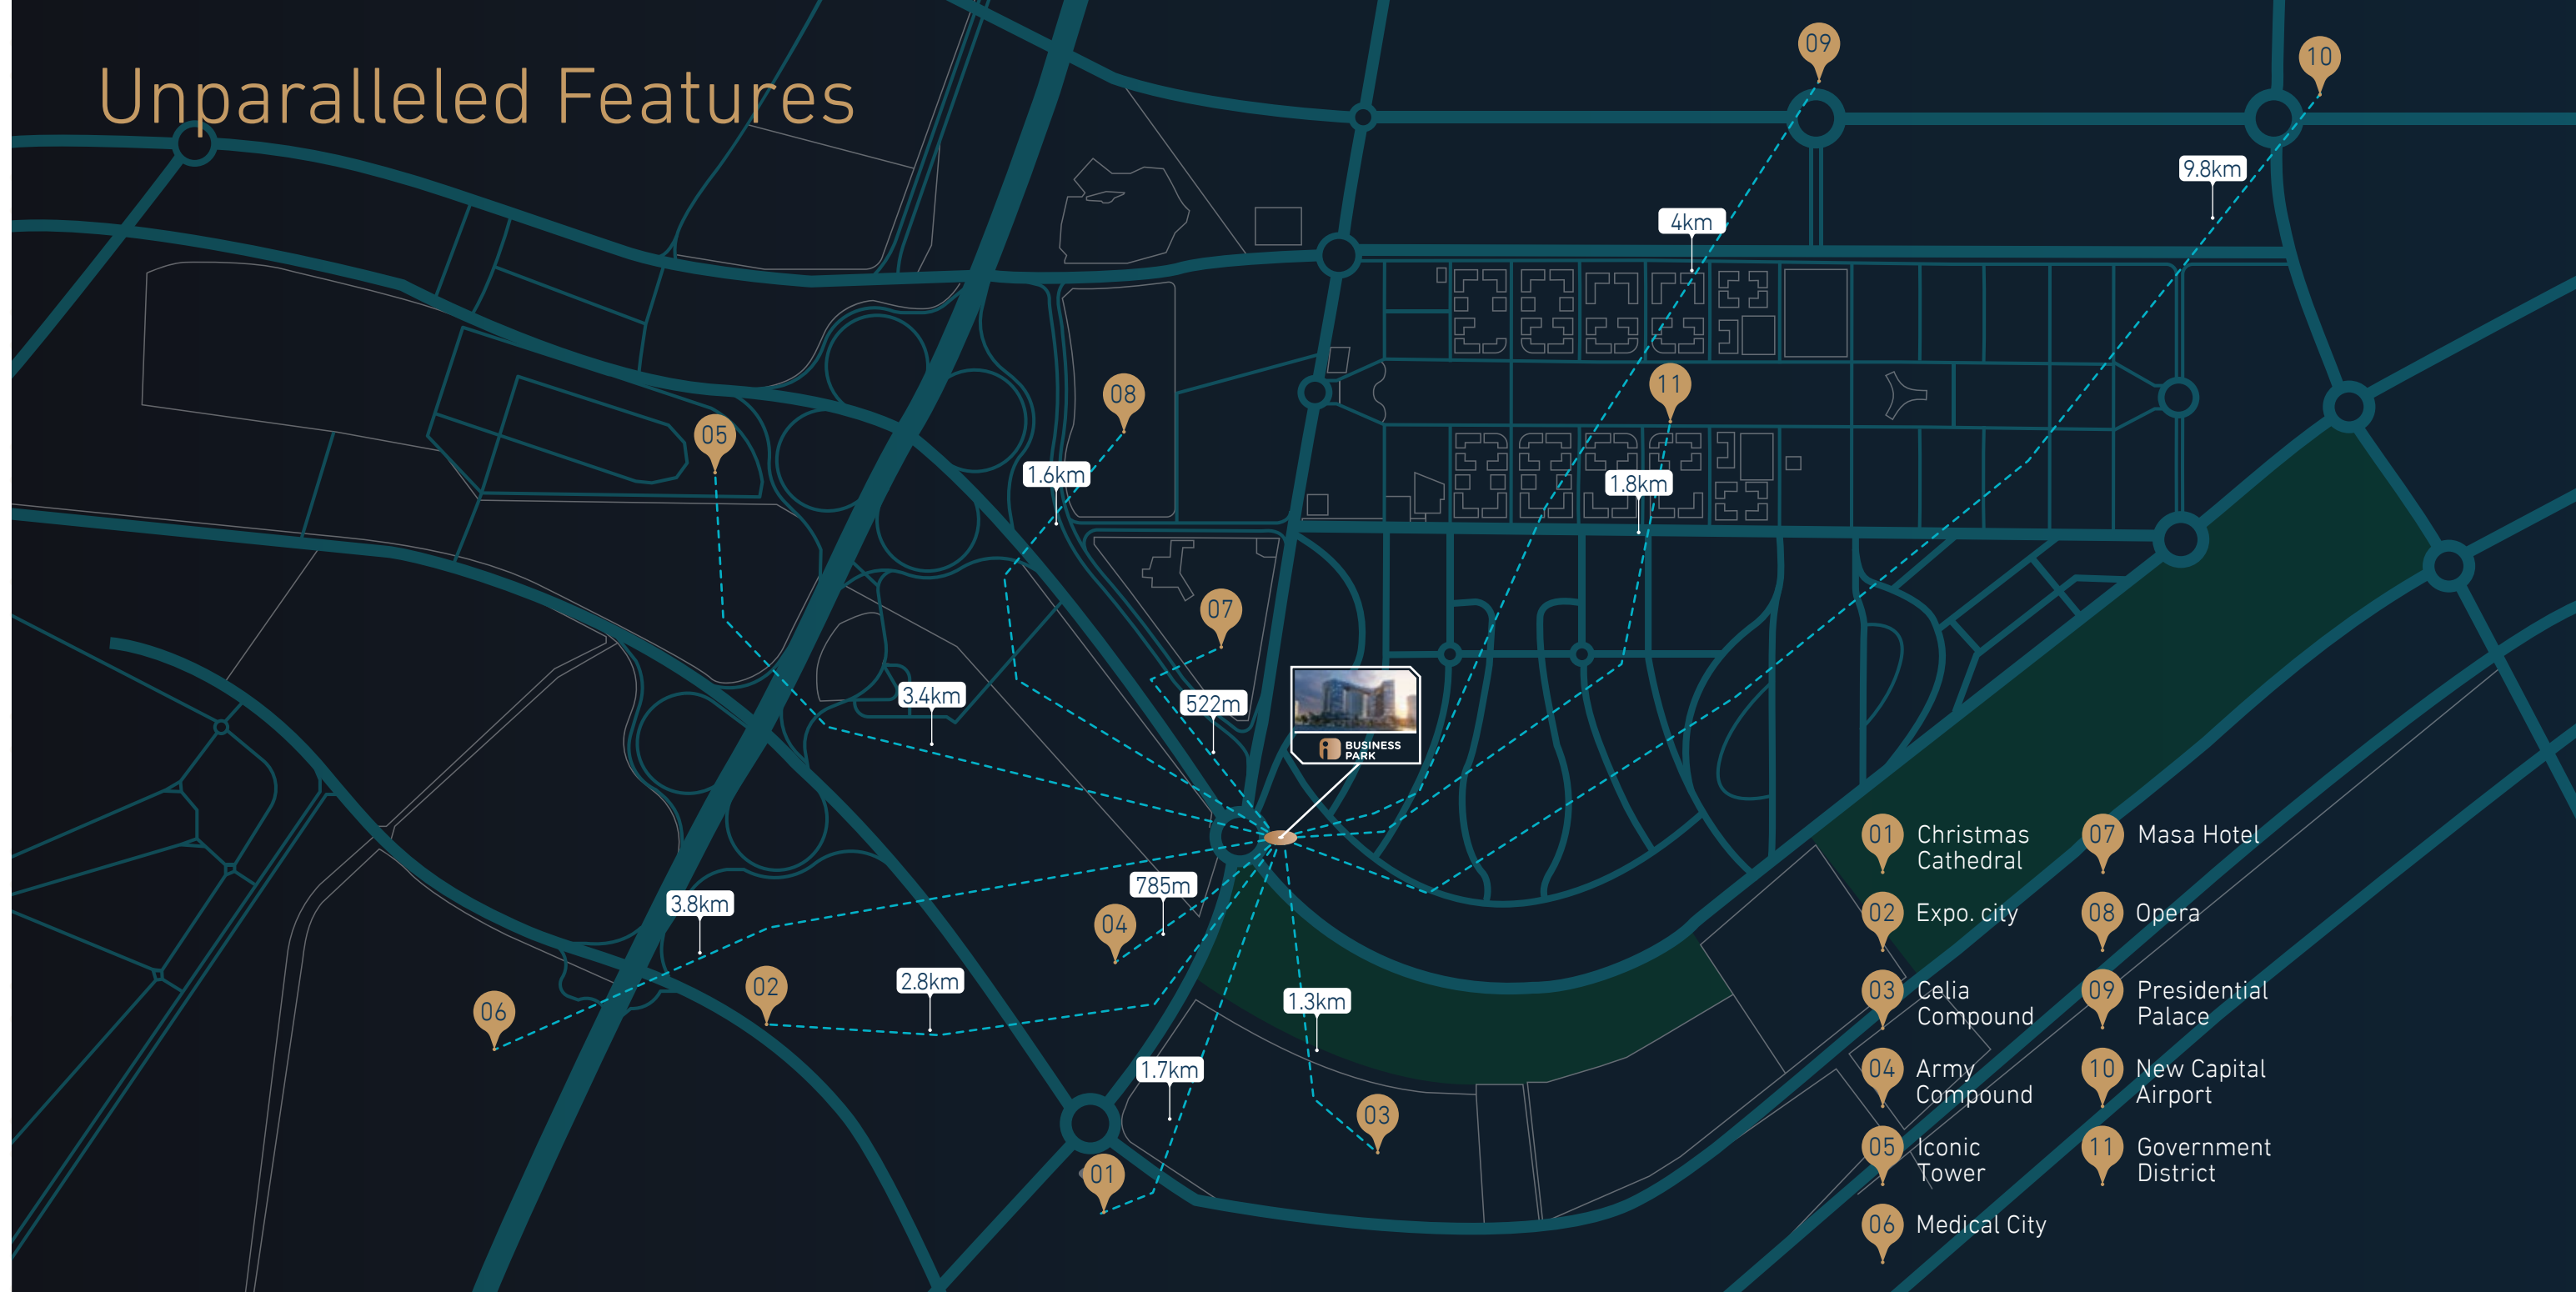 Unparalleled Features
09
10
9.8km
4km
11
08
05
1.6km
1.8km
07
3.4km
522m
BUSINESS
PARK
785m
3.8km
04
02
2.8km
1.3km
06
1.7km
03
01
01 Christmas
Cathedral
02 Expo. city
03 Celia
Compound
04 Army
Compound
05 Iconic
Tower
06 Medical City
07 Masa Hotel
08 Opera
09 Presidential
Palace
10 New Capital
Airport
11 Government
District